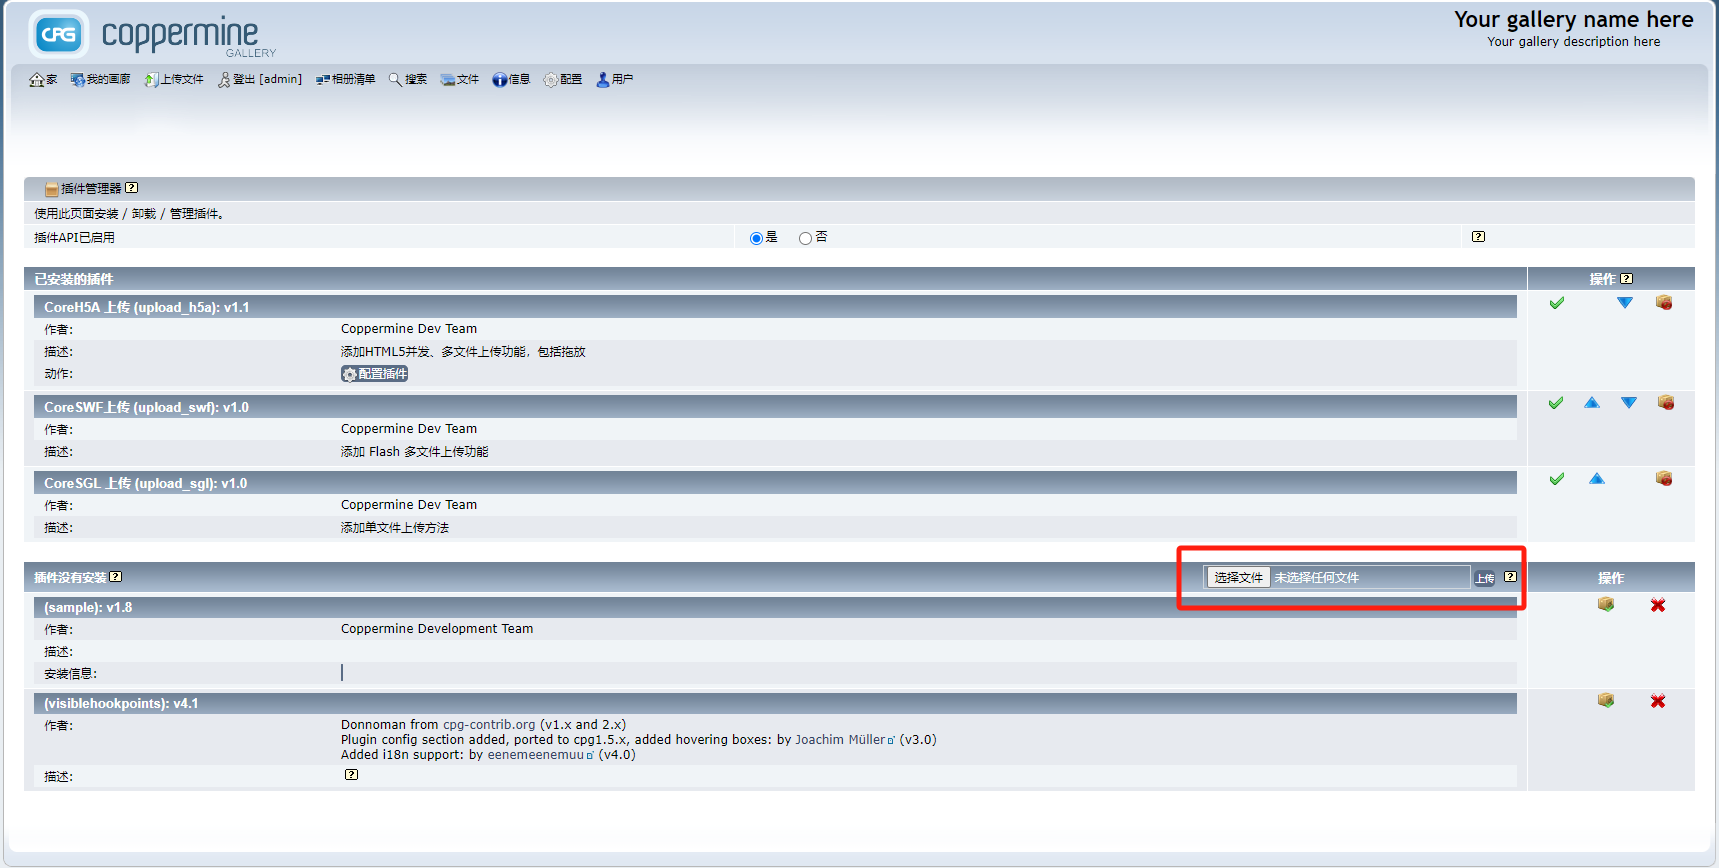 CPG coppermine GALLERY
Your gallery name here
Your gallery description here
家 我的画廊 上传文件 登出 [admin] 相册清单 搜索 文件 信息 配置 用户
插件管理器 ?
使用此页面安装 / 卸载 / 管理插件。
插件API已启用 是 否 ?
已安装的插件 操作 ?
CoreH5A 上传 (upload_h5a): v1.1
作者: Coppermine Dev Team
描述: 添加HTML5并发、多文件上传功能，包括拖放
动作: 配置插件
CoreSWF上传 (upload_swf): v1.0
作者: Coppermine Dev Team
描述: 添加 Flash 多文件上传功能
CoreSGL 上传 (upload_sgl): v1.0
作者: Coppermine Dev Team
描述: 添加单文件上传方法
插件没有安装 ? 选择文件 未选择任何文件 上传 ? 操作
(sample): v1.8
作者: Coppermine Development Team
描述:
安装信息:
(visiblehookpoints): v4.1
作者: Donnoman from cpg-contrib.org (v1.x and 2.x)
Plugin config section added, ported to cpg1.5.x, added hovering boxes: by Joachim Müller (v3.0)
Added i18n support: by eenemeenemuu (v4.0)
描述: ?